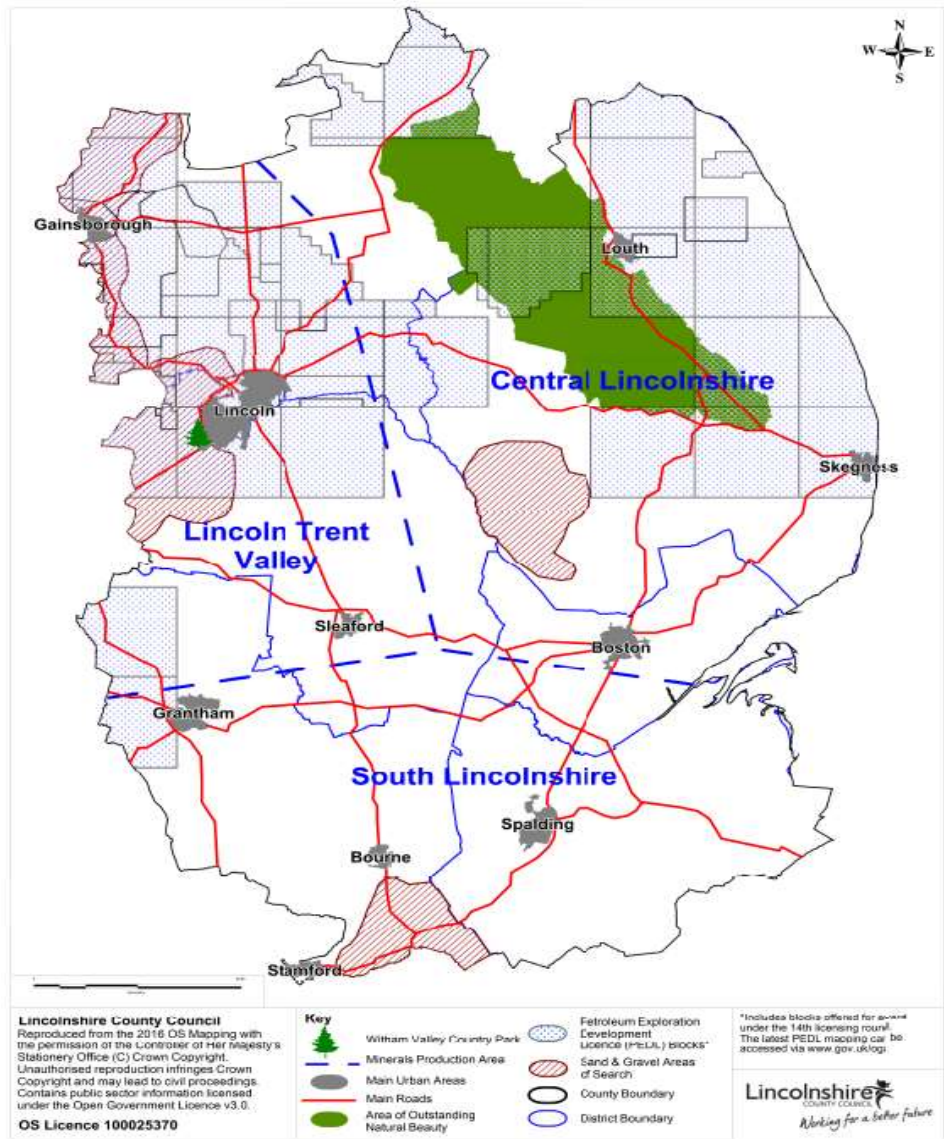 N
W E
S
Gainsborough
Louth
Central Lincolnshire
Lincoln
Skegness
Lincoln Trent
Valley
Sleaford
Boston
Grantham
South Lincolnshire
Spalding
Bourne
Stamford
Lincolnshire County Council
Reproduced from the 2016 OS Mapping with
the permission of the Controller of Her Majesty's
Stationery Office (C) Crown Copyright.
Unauthorised reproduction infringes Crown
Copyright and may lead to civil proceedings.
Contains public sector information licensed
under the Open Government Licence v3.0.
OS Licence 100025370
Key
Witham Valley Country Park
Minerals Production Area
Main Urban Areas
Main Roads
Area of Outstanding
Natural Beauty
Petroleum Exploration
Development
Licence (PEDL) Blocks*
Sand & Gravel Areas
of Search
County Boundary
District Boundary
*Includes blocks offered for award
under the 14th licensing round.
The latest PEDL mapping can be
accessed via www.gov.uk/oga
Lincolnshire
COUNTY COUNCIL
Working for a better future